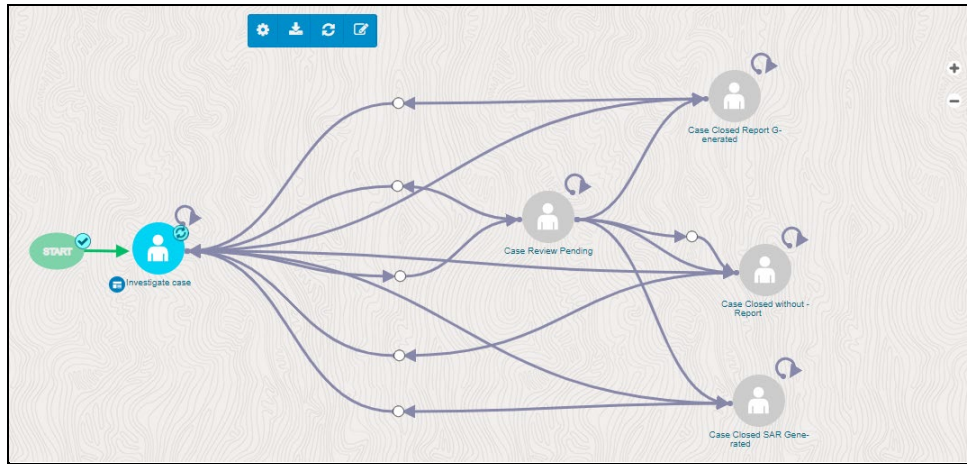 Case Closed Report G-
enerated
START
Investigate case
Case Review Pending
Case Closed without -
Report
Case Closed SAR Gene-
rated